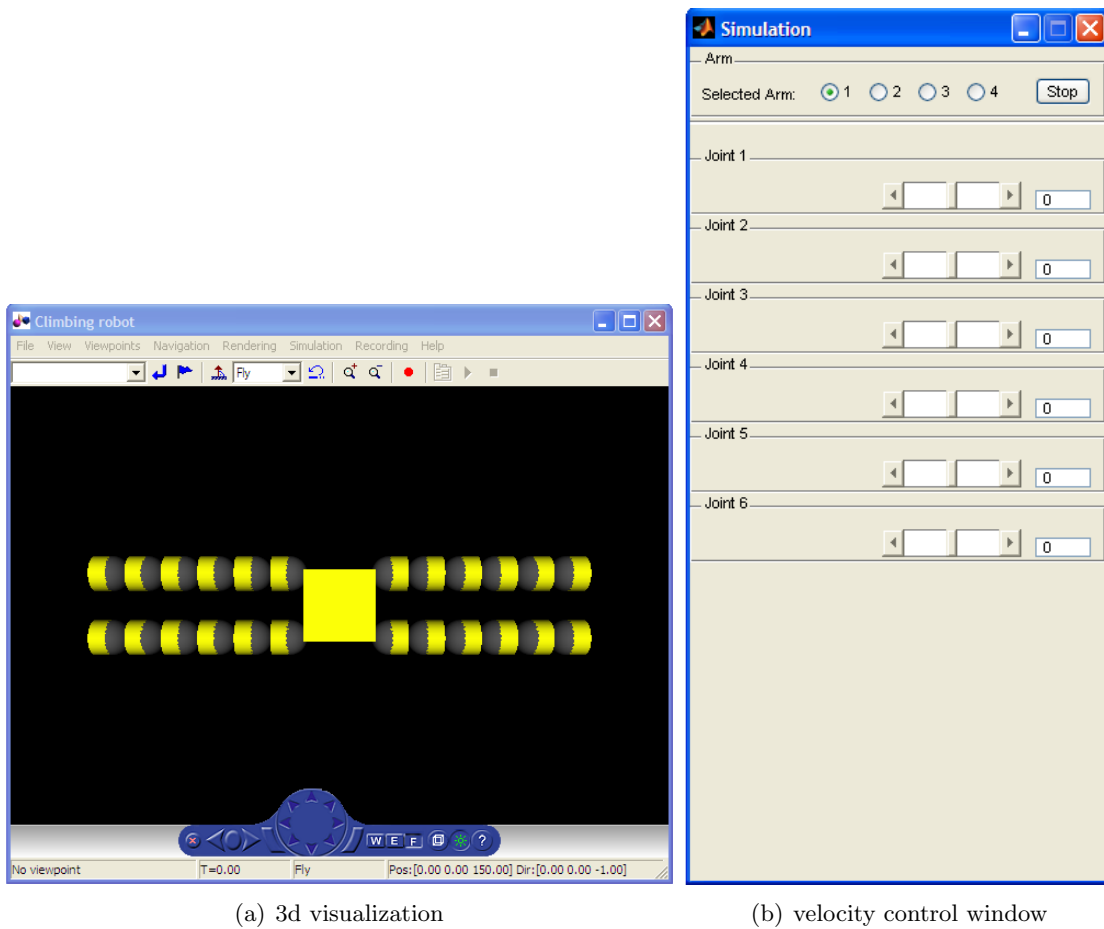 Simulation
Arm
Selected Arm: 1 2 3 4 Stop
Joint 1
0
Joint 2
0
Joint 3
0
Joint 4
0
Joint 5
0
Joint 6
0
Climbing robot
File View Viewpoints Navigation Rendering Simulation Recording Help
Fly
W E F ?
No viewpoint T=0.00 Fly Pos:[0.00 0.00 150.00] Dir:[0.00 0.00 -1.00]
(a) 3d visualization
(b) velocity control window